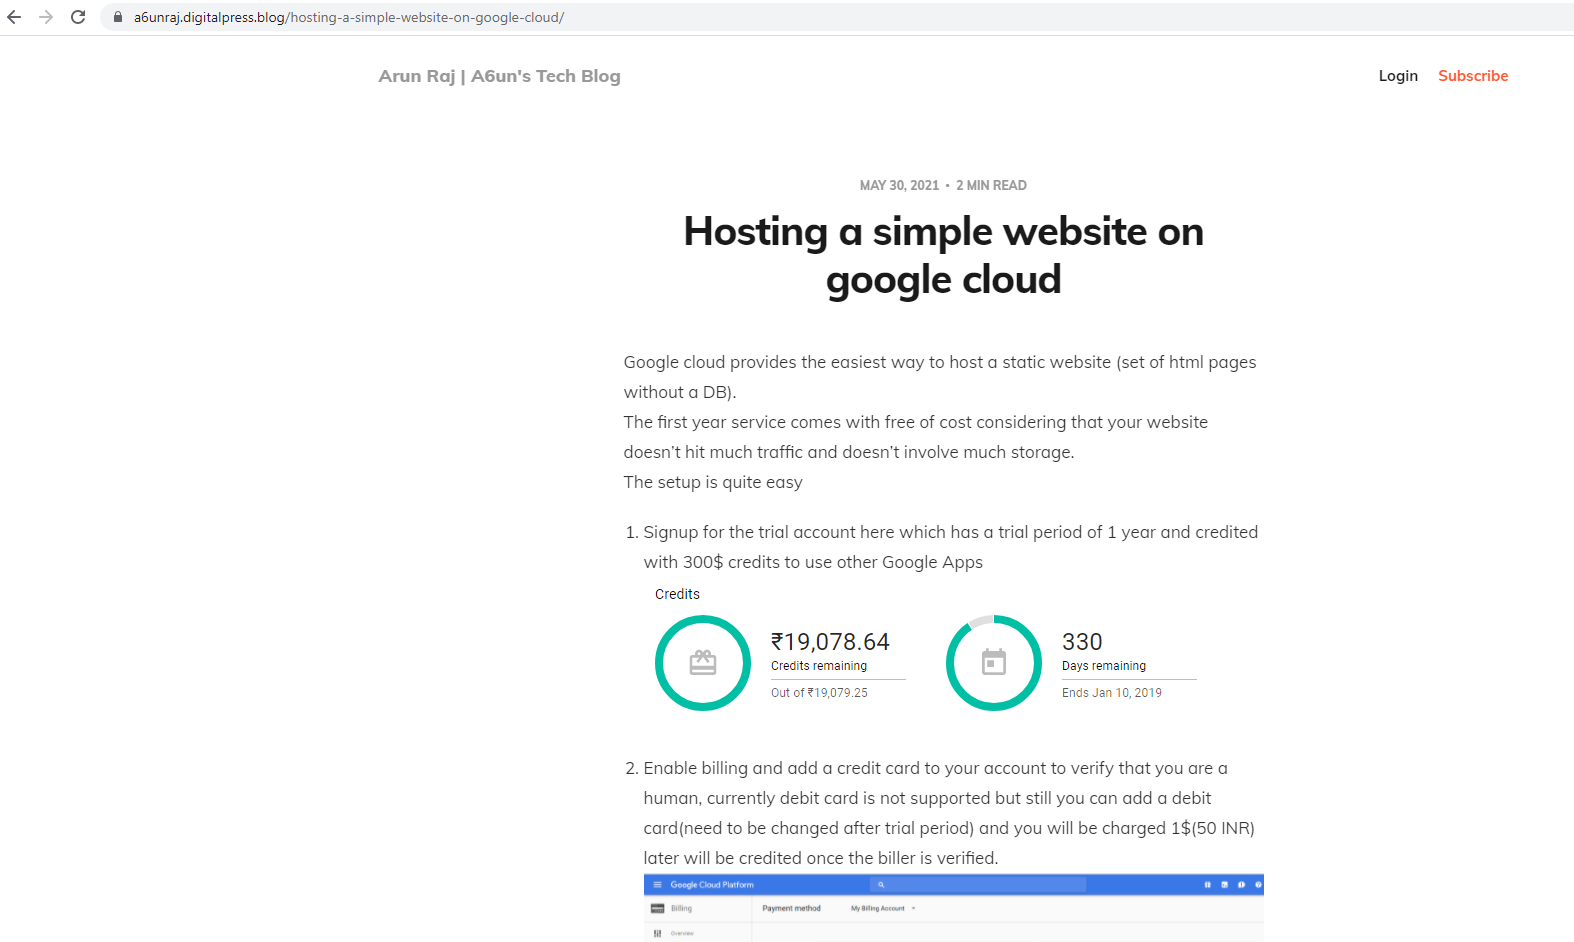 a6unraj.digitalpress.blog/hosting-a-simple-website-on-google-cloud/
Arun Raj | A6un's Tech Blog
Login Subscribe
MAY 30, 2021 • 2 MIN READ
Hosting a simple website on
google cloud
Google cloud provides the easiest way to host a static website (set of html pages
without a DB).
The first year service comes with free of cost considering that your website
doesn’t hit much traffic and doesn’t involve much storage.
The setup is quite easy
1. Signup for the trial account here which has a trial period of 1 year and credited
with 300$ credits to use other Google Apps
Credits
₹19,078.64
Credits remaining
Out of ₹19,079.25
330
Days remaining
Ends Jan 10, 2019
2. Enable billing and add a credit card to your account to verify that you are a
human, currently debit card is not supported but still you can add a debit
card(need to be changed after trial period) and you will be charged 1$(50 INR)
later will be credited once the biller is verified.
Google Cloud Platform
Billing Payment method My Billing Account
Overview